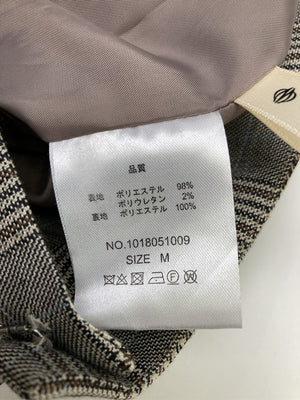 品質
表地 ポリエステル 98%
ポリウレタン 2%
裏地 ポリエステル 100%
NO.1018051009
SIZE M